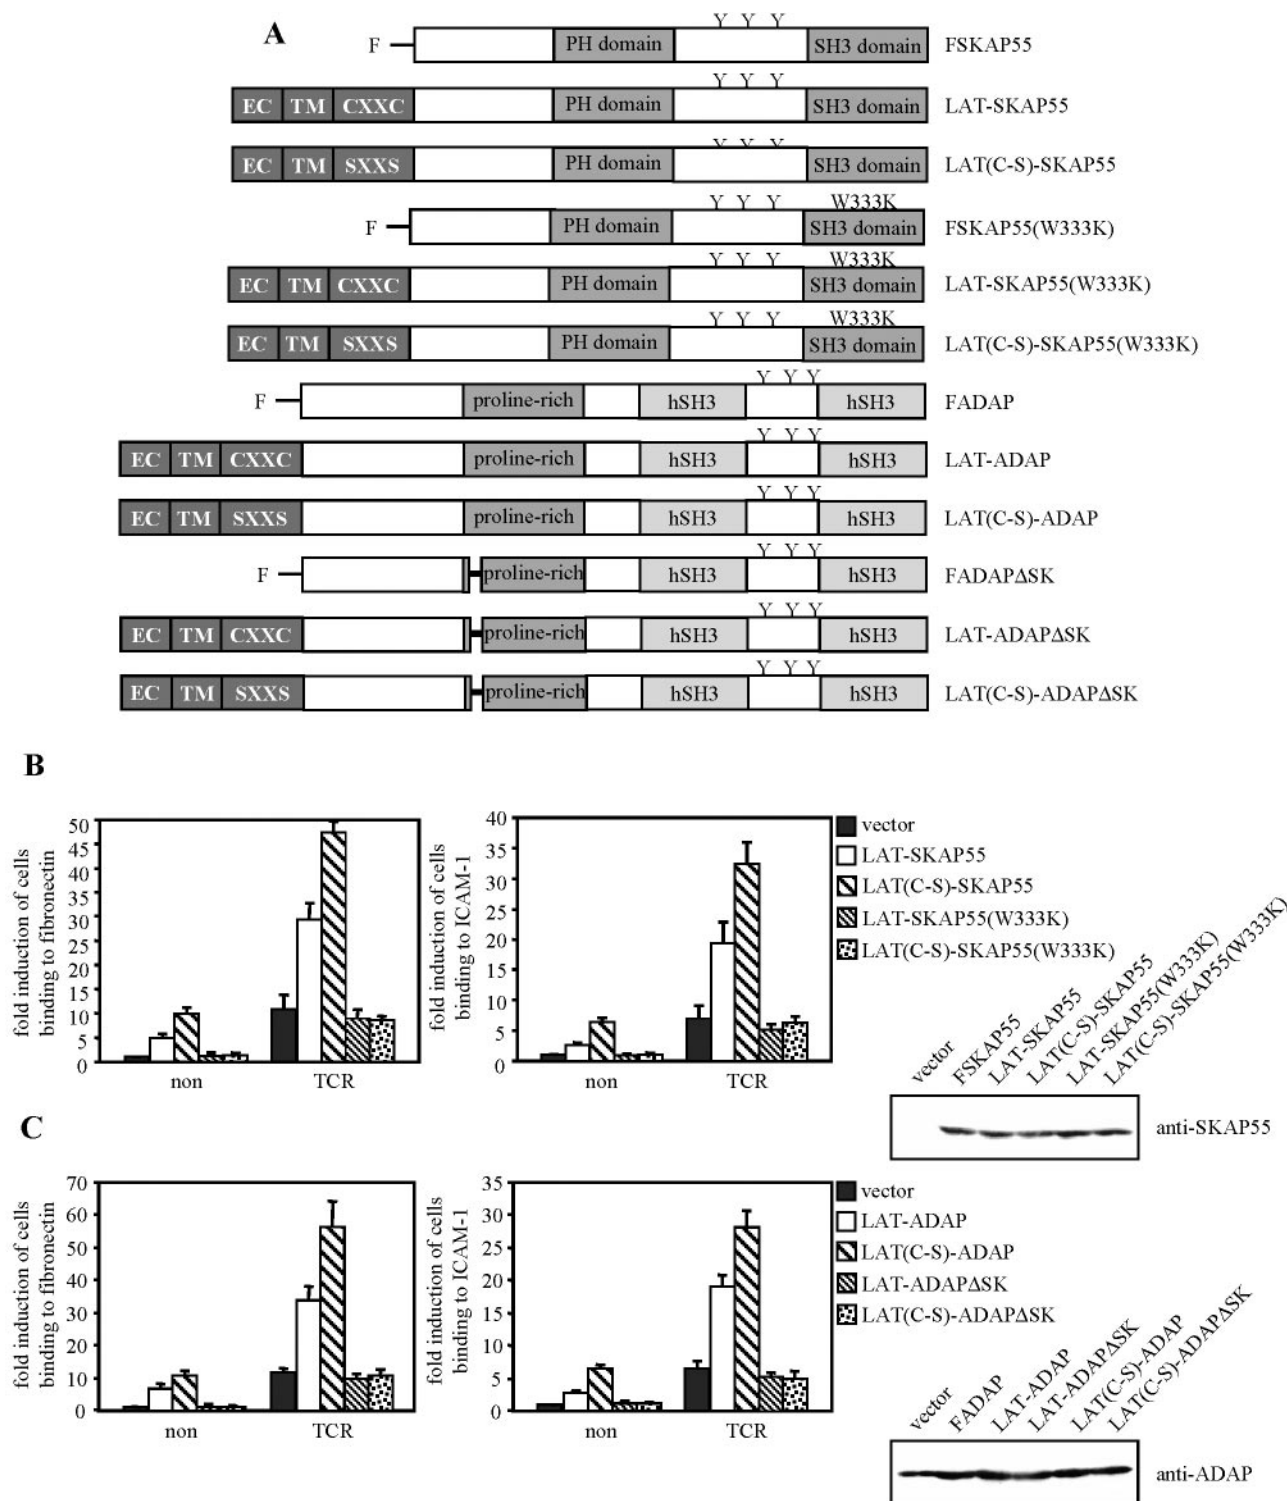 A
Y Y Y
F PH domain SH3 domain FSKAP55
Y Y Y
EC TM CXXC PH domain SH3 domain LAT-SKAP55
Y Y Y
EC TM SXXS PH domain SH3 domain LAT(C-S)-SKAP55
Y Y Y W333K
F PH domain SH3 domain FSKAP55(W333K)
Y Y Y W333K
EC TM CXXC PH domain SH3 domain LAT-SKAP55(W333K)
Y Y Y W333K
EC TM SXXS PH domain SH3 domain LAT(C-S)-SKAP55(W333K)
Y Y Y
F proline-rich hSH3 hSH3 FADAP
Y Y Y
EC TM CXXC proline-rich hSH3 hSH3 LAT-ADAP
Y Y Y
EC TM SXXS proline-rich hSH3 hSH3 LAT(C-S)-ADAP
Y Y Y
F proline-rich hSH3 hSH3 FADAPΔSK
Y Y Y
EC TM CXXC proline-rich hSH3 hSH3 LAT-ADAPΔSK
Y Y Y
EC TM SXXS proline-rich hSH3 hSH3 LAT(C-S)-ADAPΔSK
B
fold induction of cells
binding to fibronectin
50
45
40
35
30
25
20
15
10
5
0
non TCR
fold induction of cells
binding to ICAM-1
40
35
30
25
20
15
10
5
0
non TCR
vector
LAT-SKAP55
LAT(C-S)-SKAP55
LAT-SKAP55(W333K)
LAT(C-S)-SKAP55(W333K)
vector
FSKAP55
LAT-SKAP55
LAT(C-S)-SKAP55
LAT-SKAP55(W333K)
LAT(C-S)-SKAP55(W333K)
anti-SKAP55
C
fold induction of cells
binding to fibronectin
70
60
50
40
30
20
10
0
non TCR
fold induction of cells
binding to ICAM-1
35
30
25
20
15
10
5
0
non TCR
vector
LAT-ADAP
LAT(C-S)-ADAP
LAT-ADAPΔSK
LAT(C-S)-ADAPΔSK
vector
FADAP
LAT-ADAP
LAT-ADAPΔSK
LAT(C-S)-ADAP
LAT(C-S)-ADAPΔSK
anti-ADAP